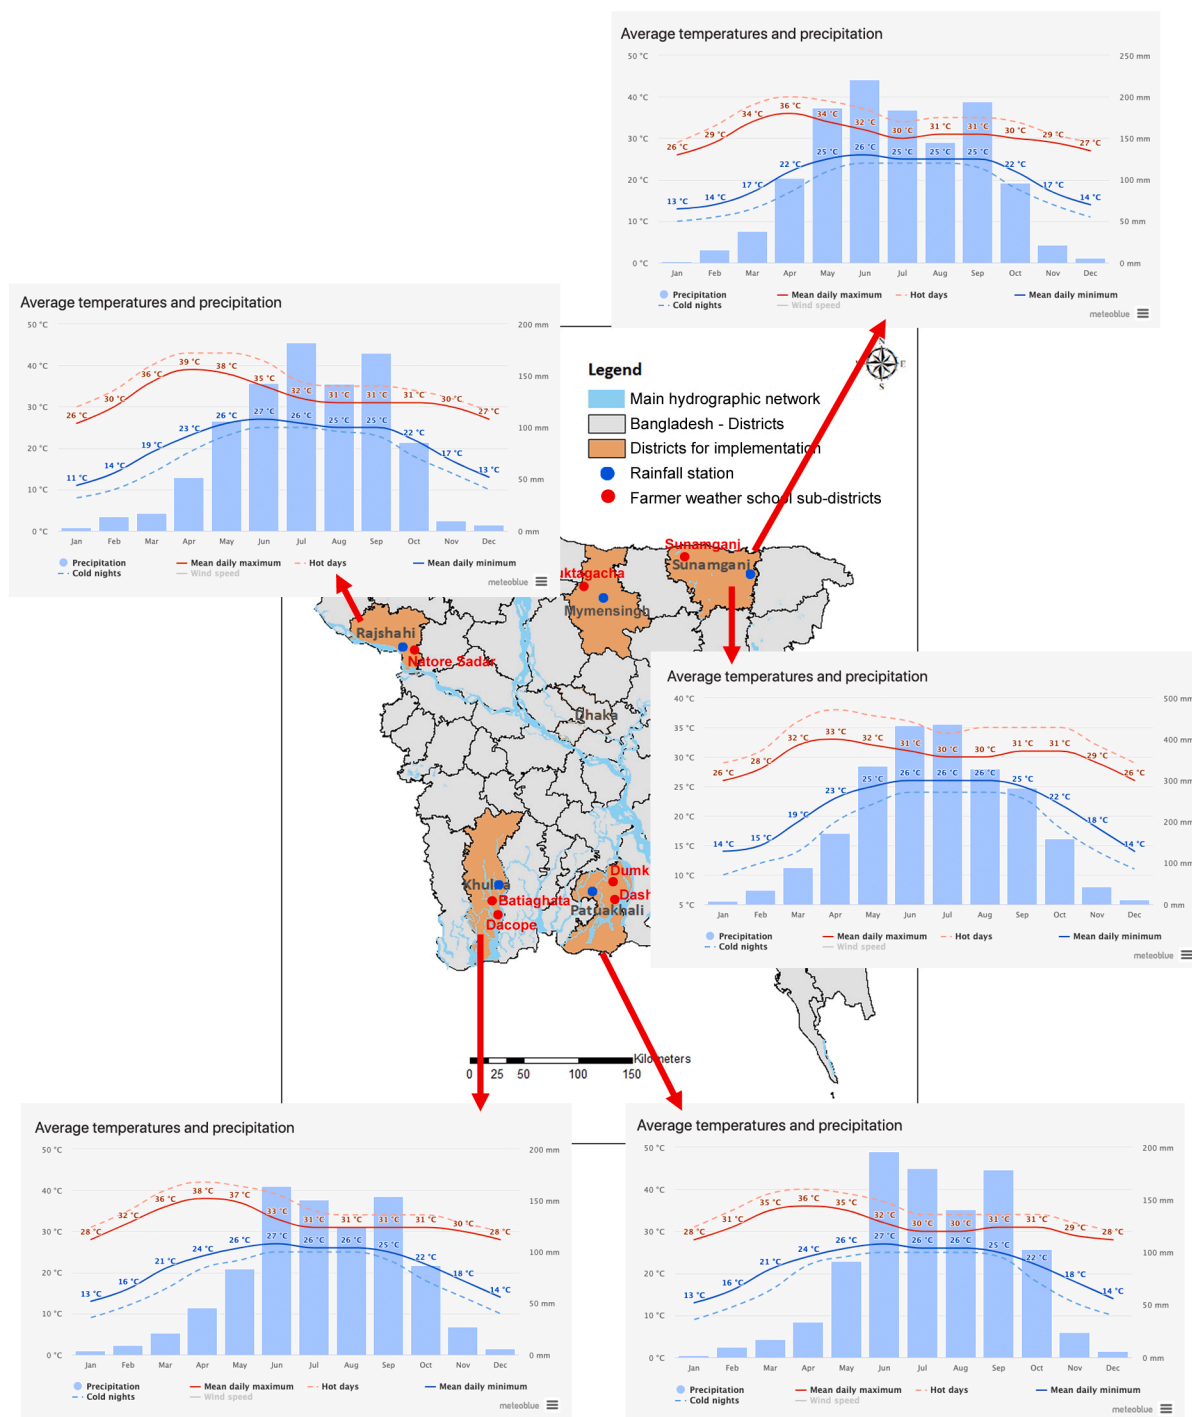 Average temperatures and precipitation
50 °C 250 mm
40 °C 200 mm
30 °C 150 mm
20 °C 100 mm
10 °C 50 mm
0 °C 0 mm
26 °C 29 °C 34 °C 36 °C 34 °C 32 °C 30 °C 31 °C 31 °C 30 °C 29 °C 27 °C
13 °C 14 °C 17 °C 22 °C 25 °C 26 °C 25 °C 25 °C 25 °C 22 °C 17 °C 14 °C
Jan Feb Mar Apr May Jun Jul Aug Sep Oct Nov Dec
Precipitation Mean daily maximum Hot days Mean daily minimum
Cold nights Wind speed
meteoblue
Average temperatures and precipitation
50 °C 200 mm
40 °C 150 mm
30 °C 100 mm
20 °C 50 mm
10 °C
0 °C 0 mm
26 °C 30 °C 36 °C 39 °C 38 °C 35 °C 32 °C 31 °C 31 °C 31 °C 30 °C 27 °C
11 °C 14 °C 19 °C 23 °C 26 °C 27 °C 26 °C 25 °C 25 °C 22 °C 17 °C 13 °C
Jan Feb Mar Apr May Jun Jul Aug Sep Oct Nov Dec
Precipitation Mean daily maximum Hot days Mean daily minimum
Cold nights Wind speed
meteoblue
E
S
Legend
Main hydrographic network
Bangladesh - Districts
Districts for implementation
Rainfall station
Farmer weather school sub-districts
Sunamganj
Sunamganj
uktagacha
Mymensingh
Rajshahi
Natore Sadar
Dhaka
Khulna
Batiaghata
Dacope
Dumk
Dash
Patuakhali
Kilometers
0 25 50 100 150
Average temperatures and precipitation
40 °C 500 mm
35 °C 400 mm
30 °C 300 mm
25 °C 200 mm
20 °C 100 mm
15 °C
10 °C
5 °C 0 mm
26 °C 28 °C 32 °C 33 °C 32 °C 31 °C 30 °C 30 °C 31 °C 31 °C 29 °C 26 °C
14 °C 15 °C 19 °C 23 °C 25 °C 26 °C 26 °C 26 °C 25 °C 22 °C 18 °C 14 °C
Jan Feb Mar Apr May Jun Jul Aug Sep Oct Nov Dec
Precipitation Mean daily maximum Hot days Mean daily minimum
Cold nights Wind speed
meteoblue
Average temperatures and precipitation
50 °C 200 mm
40 °C 150 mm
30 °C 100 mm
20 °C 50 mm
10 °C
0 °C 0 mm
28 °C 32 °C 36 °C 38 °C 37 °C 33 °C 31 °C 31 °C 31 °C 31 °C 30 °C 28 °C
13 °C 16 °C 21 °C 24 °C 26 °C 27 °C 26 °C 26 °C 25 °C 22 °C 18 °C 14 °C
Jan Feb Mar Apr May Jun Jul Aug Sep Oct Nov Dec
Precipitation Mean daily maximum Hot days Mean daily minimum
Cold nights Wind speed
meteoblue
Average temperatures and precipitation
50 °C 200 mm
40 °C 150 mm
30 °C 100 mm
20 °C 50 mm
10 °C
0 °C 0 mm
28 °C 31 °C 35 °C 36 °C 35 °C 32 °C 30 °C 30 °C 31 °C 31 °C 29 °C 28 °C
13 °C 16 °C 21 °C 24 °C 26 °C 27 °C 26 °C 26 °C 25 °C 22 °C 18 °C 14 °C
Jan Feb Mar Apr May Jun Jul Aug Sep Oct Nov Dec
Precipitation Mean daily maximum Hot days Mean daily minimum
Cold nights Wind speed
meteoblue